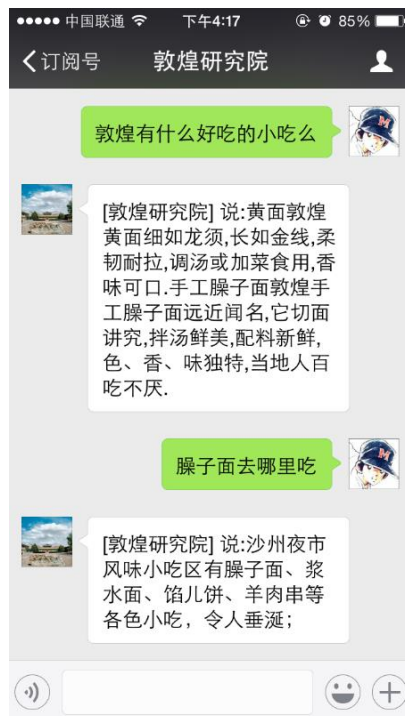 中国联通 下午4:17 85%
订阅号 敦煌研究院
敦煌有什么好吃的小吃么
[敦煌研究院] 说:黄面敦煌
黄面细如龙须,长如金线,柔
韧耐拉,调汤或加菜食用,香
味可口.手工臊子面敦煌手
工臊子面远近闻名,它切面
讲究,拌汤鲜美,配料新鲜,
色、香、味独特,当地人百
吃不厌.
臊子面去哪里吃
[敦煌研究院] 说:沙州夜市
风味小吃区有臊子面、浆
水面、馅儿饼、羊肉串等
各色小吃，令人垂涎；